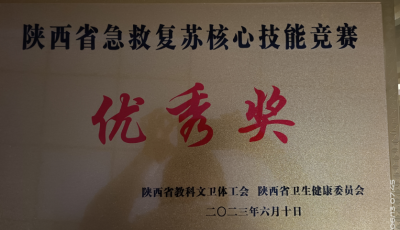 陕西省急救复苏核心技能竞赛
优秀奖
陕西省教科文卫体工会 陕西省卫生健康委员会
二〇二三年六月十日